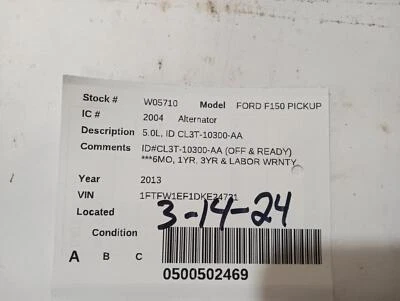 Stock # W05710 Model FORD F150 PICKUP
IC # 2004 Alternator
Description 5.0L, ID CL3T-10300-AA
Comments ID#CL3T-10300-AA (OFF & READY)
***6MO, 1YR, 3YR & LABOR WRNTY
Year 2013
VIN 1FTFW1EF1DKE24721
Located 3-14-24
Condition
A B C
0500502469